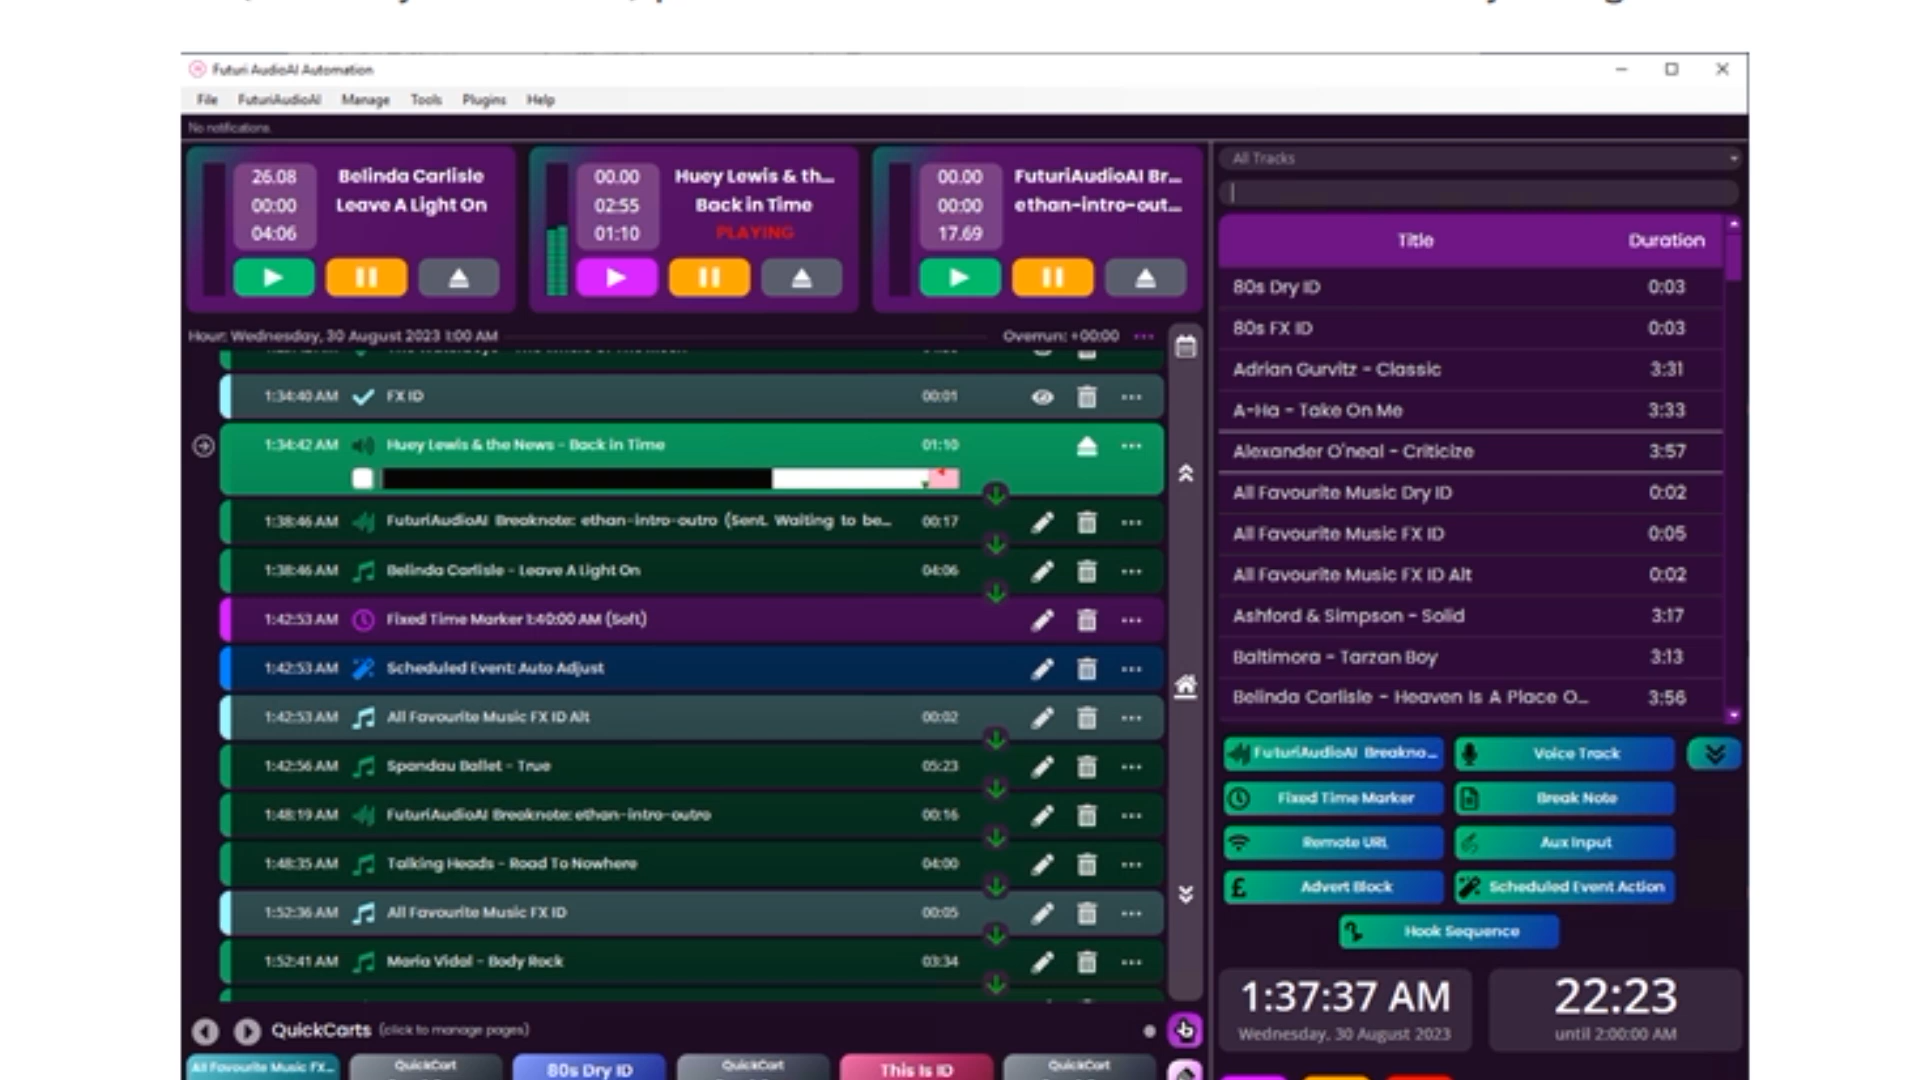 Futuri AudioAI Automation
File FuturiAudioAI Manage Tools Plugins Help
No notifications.
26.08 Belinda Carlisle
00:00 Leave A Light On
04:06
00.00 Huey Lewis & th...
02:55 Back in Time
01:10 PLAYING
00.00 FuturiAudioAI Br...
00:00 ethan-intro-out...
17.69
Hour: Wednesday, 30 August 2023 1:00 AM Overrun: +00:00 ...
1:34:40 AM FX ID 00:01
1:34:42 AM Huey Lewis & the News - Back in Time 01:10
1:38:46 AM FuturiAudioAI Breaknote: ethan-intro-outro (Sent. Waiting to be... 00:17
1:38:46 AM Belinda Carlisle - Leave A Light On 04:06
1:42:53 AM Fixed Time Marker 1:40:00 AM (Soft)
1:42:53 AM Scheduled Event: Auto Adjust
1:42:53 AM All Favourite Music FX ID Alt 00:02
1:42:56 AM Spandau Ballet - True 05:23
1:48:19 AM FuturiAudioAI Breaknote: ethan-intro-outro 00:16
1:48:35 AM Talking Heads - Road To Nowhere 04:00
1:52:36 AM All Favourite Music FX ID 00:05
1:52:41 AM Maria Vidal - Body Rock 03:34
QuickCarts (click to manage pages)
All Favourite Music FX...
QuickCart
80s Dry ID
QuickCart
This Is ID
QuickCart
All Tracks
Title Duration
80s Dry ID 0:03
80s FX ID 0:03
Adrian Gurvitz - Classic 3:31
A-Ha - Take On Me 3:33
Alexander O'neal - Criticize 3:57
All Favourite Music Dry ID 0:02
All Favourite Music FX ID 0:05
All Favourite Music FX ID Alt 0:02
Ashford & Simpson - Solid 3:17
Baltimora - Tarzan Boy 3:13
Belinda Carlisle - Heaven Is A Place O... 3:56
FuturiAudioAI Breakno... Voice Track
Fixed Time Marker Break Note
Remote URL Aux Input
£ Advert Block Scheduled Event Action
Hook Sequence
1:37:37 AM
Wednesday, 30 August 2023
22:23
until 2:00:00 AM